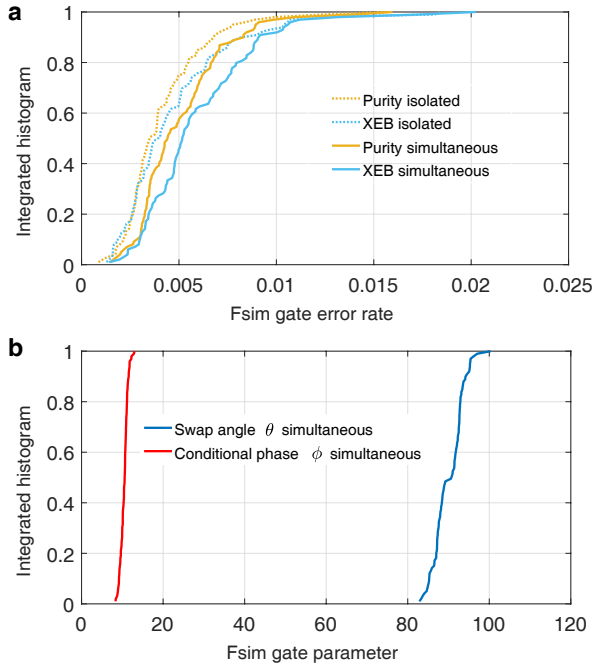 a
Integrated histogram
1
0.8
0.6
0.4
0.2
0
Purity isolated
XEB isolated
Purity simultaneous
XEB simultaneous
0 0.005 0.01 0.015 0.02 0.025
Fsim gate error rate
b
Integrated histogram
1
0.8
0.6
0.4
0.2
0
Swap angle θ simultaneous
Conditional phase ϕ simultaneous
0 20 40 60 80 100 120
Fsim gate parameter